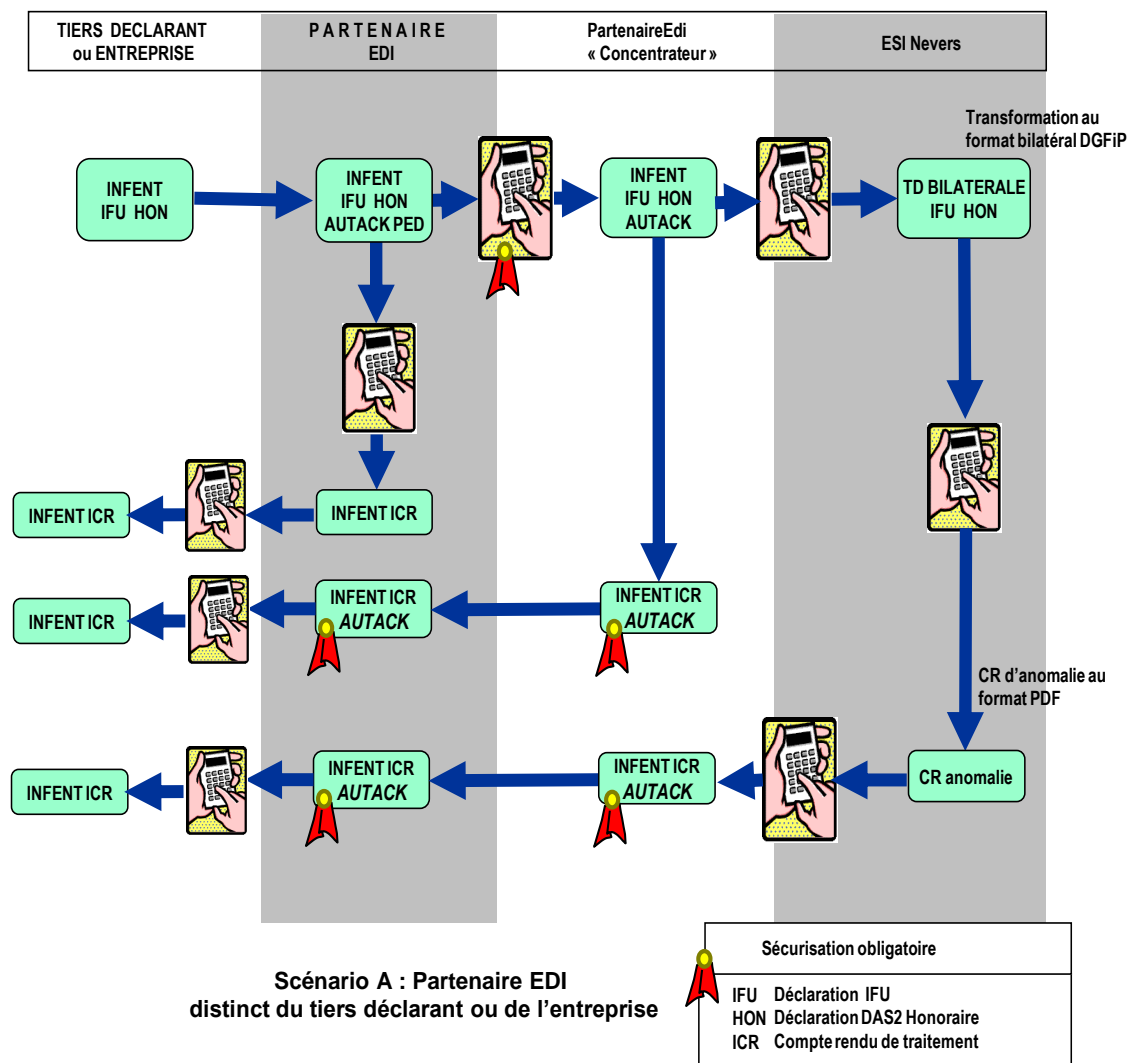 TIERS DECLARANT
ou ENTREPRISE
PARTENAIRE
EDI
PartenaireEdi
« Concentrateur »
ESI Nevers
Transformation au
format bilatéral DGFiP
INFENT
IFU HON
INFENT
IFU HON
AUTACK PED
INFENT
IFU HON
AUTACK
TD BILATERALE
IFU HON
INFENT ICR
INFENT ICR
INFENT ICR
INFENT ICR
AUTACK
INFENT ICR
AUTACK
CR d'anomalie au
format PDF
INFENT ICR
INFENT ICR
AUTACK
INFENT ICR
AUTACK
CR anomalie
Scénario A : Partenaire EDI
distinct du tiers déclarant ou de l'entreprise
Sécurisation obligatoire
IFU Déclaration IFU
HON Déclaration DAS2 Honoraire
ICR Compte rendu de traitement